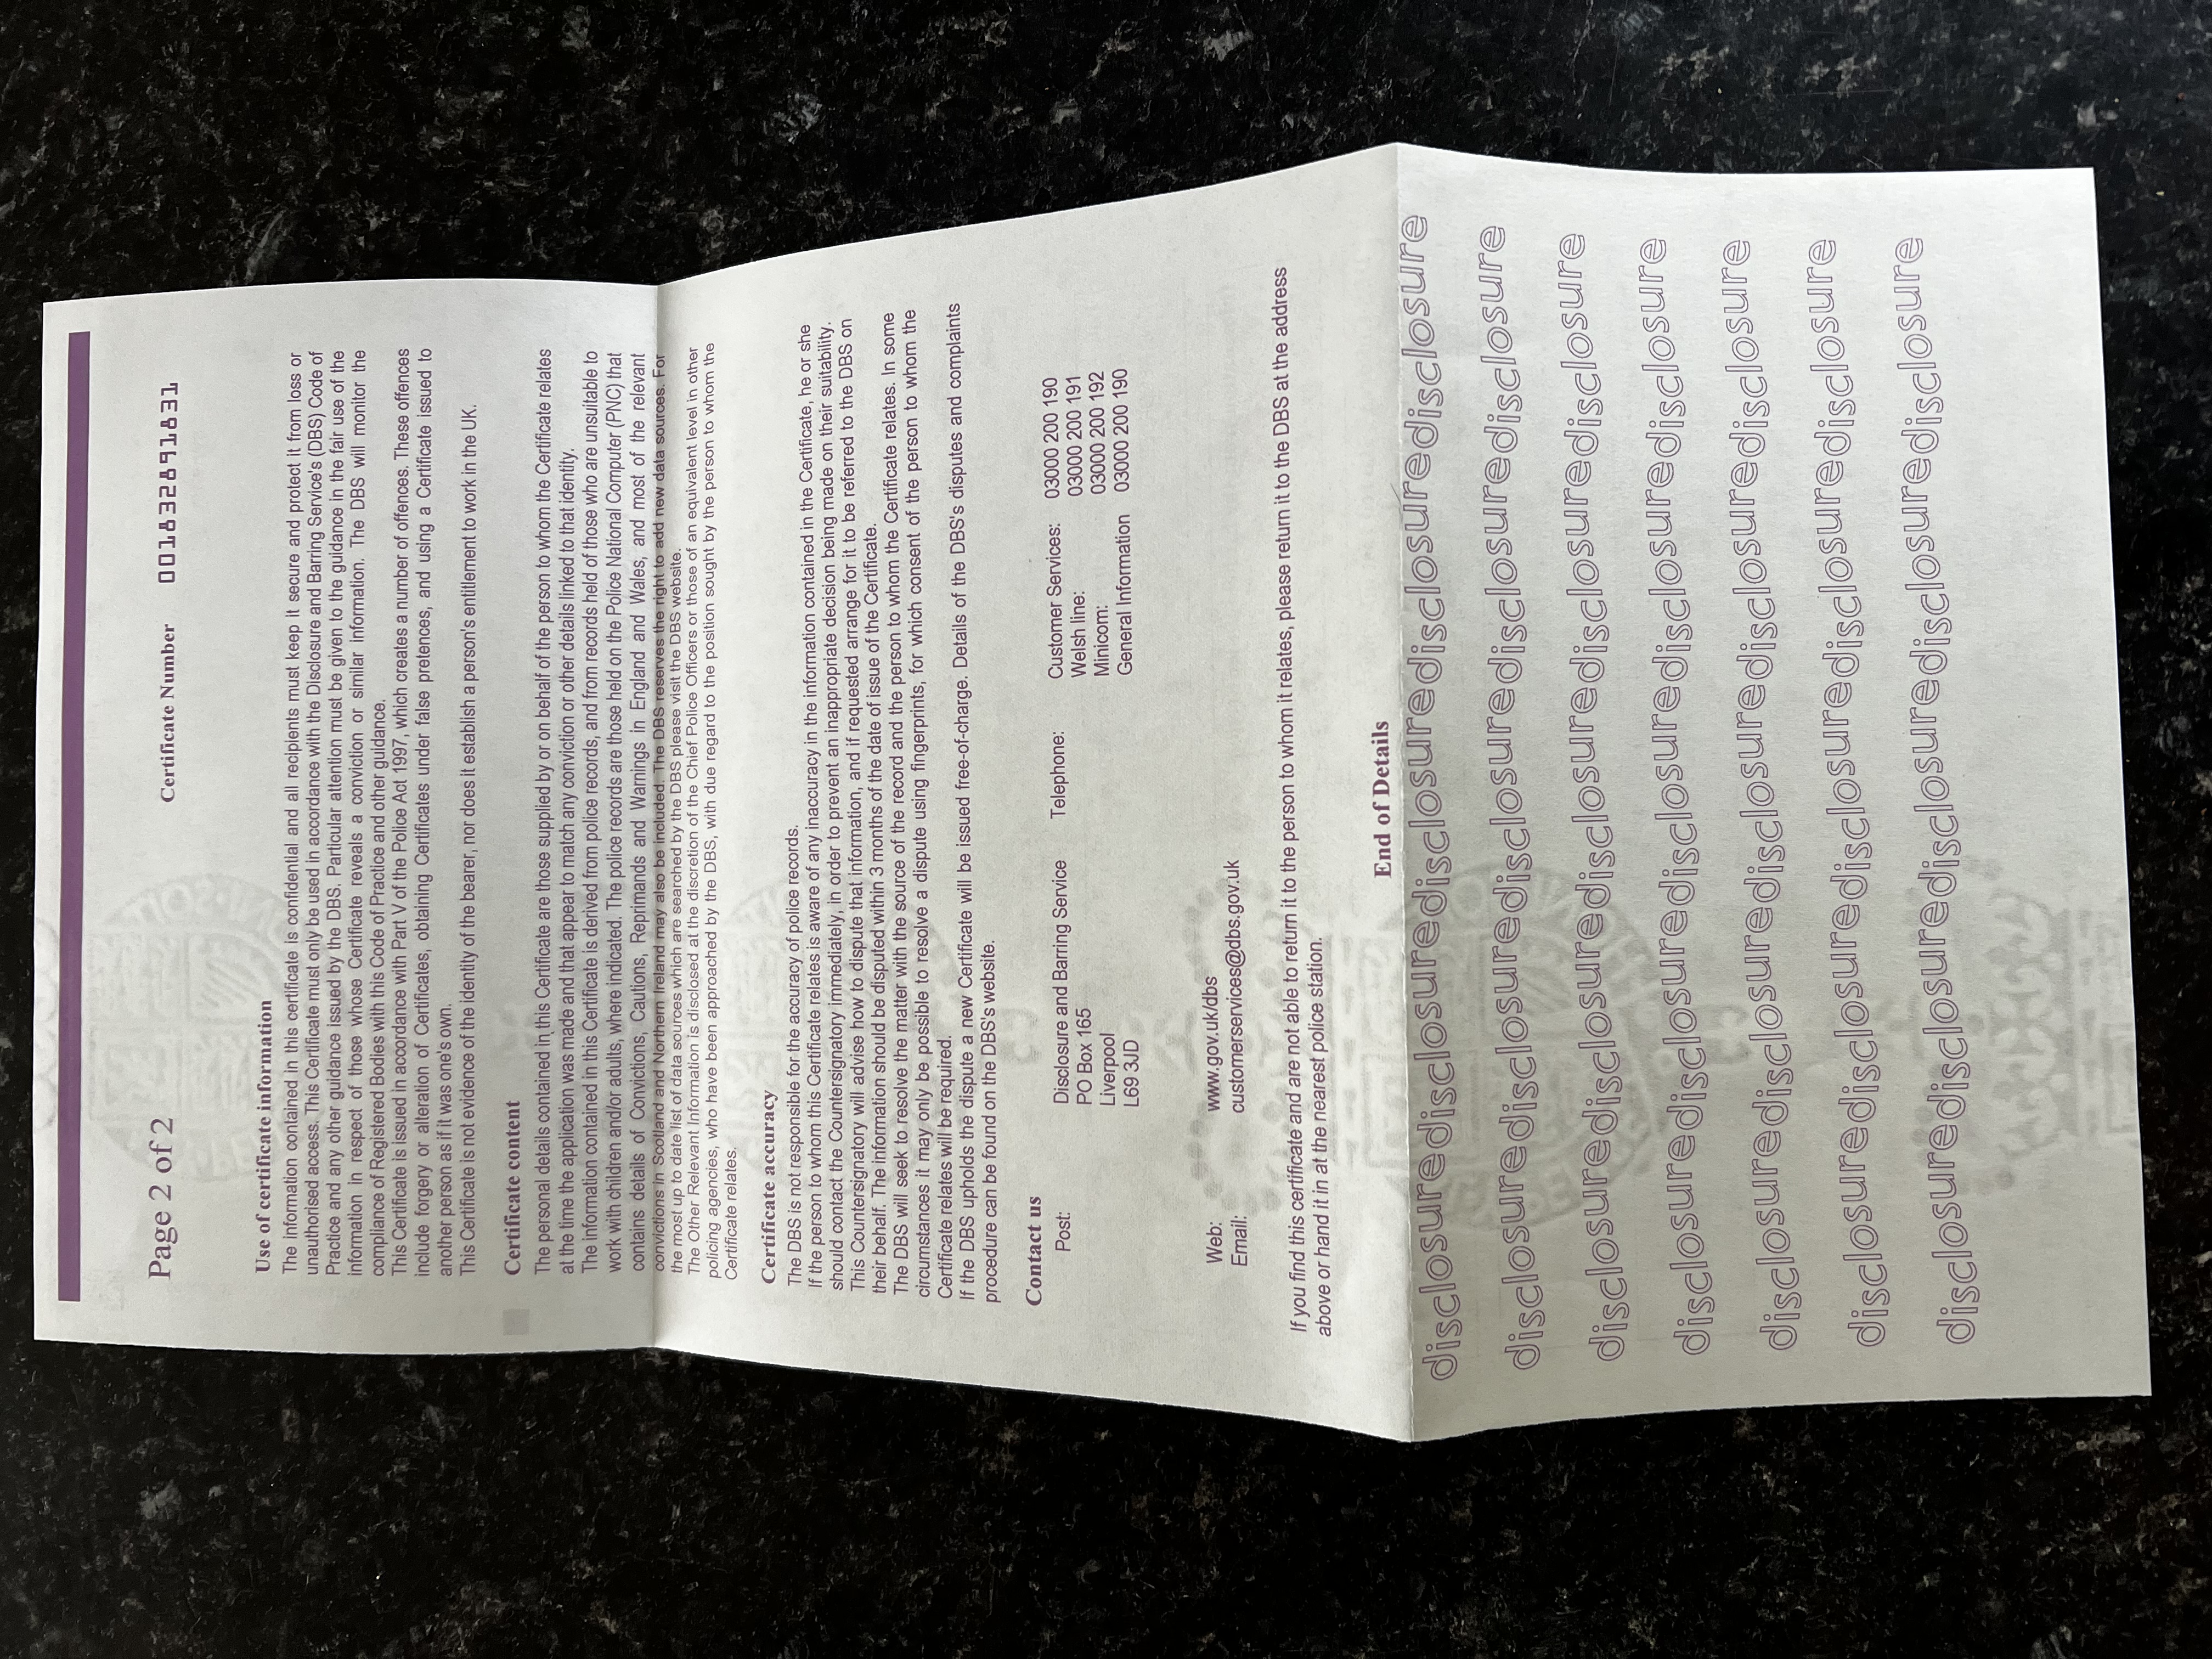 Page 2 of 2
Certificate Number 001832891831
Use of certificate information
The information contained in this certificate is confidential and all recipients must keep it secure and protect it from loss or
unauthorised access. This Certificate must only be used in accordance with the Disclosure and Barring Service's (DBS) Code of
Practice and any other guidance issued by the DBS. Particular attention must be given to the guidance in the fair use of the
information in respect of those whose Certificate reveals a conviction or similar information. The DBS will monitor the
compliance of Registered Bodies with this Code of Practice and other guidance.
This Certificate is issued in accordance with Part V of the Police Act 1997, which creates a number of offences. These offences
include forgery or alteration of Certificates, obtaining Certificates under false pretences, and using a Certificate issued to
another person as if it was one's own.
This Certificate is not evidence of the identity of the bearer, nor does it establish a person's entitlement to work in the UK.
Certificate content
The personal details contained in this Certificate are those supplied by or on behalf of the person to whom the Certificate relates
at the time the application was made and that appear to match any conviction or other details linked to that identity.
The information contained in this Certificate is derived from police records, and from records held of those who are unsuitable to
work with children and/or adults, where indicated. The police records are those held on the Police National Computer (PNC) that
contains details of Convictions, Cautions, Reprimands and Warnings in England and Wales, and most of the relevant
convictions in Scotland and Northern Ireland may also be included. The DBS reserves the right to add new data sources. For
the most up to date list of data sources which are searched by the DBS please visit the DBS website.
The Other Relevant Information is disclosed at the discretion of the Chief Police Officers or those of an equivalent level in other
policing agencies, who have been approached by the DBS, with due regard to the position sought by the person to whom the
Certificate relates.
Certificate accuracy
The DBS is not responsible for the accuracy of police records.
If the person to whom this Certificate relates is aware of any inaccuracy in the information contained in the Certificate, he or she
should contact the Countersignatory immediately, in order to prevent an inappropriate decision being made on their suitability.
This Countersignatory will advise how to dispute that information, and if requested arrange for it to be referred to the DBS on
their behalf. The information should be disputed within 3 months of the date of issue of the Certificate.
The DBS will seek to resolve the matter with the source of the record and the person to whom the Certificate relates. In some
circumstances it may only be possible to resolve a dispute using fingerprints, for which consent of the person to whom the
Certificate relates will be required.
If the DBS upholds the dispute a new Certificate will be issued free-of-charge. Details of the DBS's disputes and complaints
procedure can be found on the DBS's website.
Contact us
Post: Disclosure and Barring Service Telephone: Customer Services: 03000 200 190
PO Box 165 Welsh line: 03000 200 191
Liverpool Minicom: 03000 200 192
L69 3JD General Information 03000 200 190
Web: www.gov.uk/dbs
Email: customerservices@dbs.gov.uk
If you find this certificate and are not able to return it to the person to whom it relates, please return it to the DBS at the address
above or hand it in at the nearest police station.
End of Details
disclosuredisclosuredisclosuredisclosuredisclosure
disclosuredisclosuredisclosuredisclosuredisclosure
disclosuredisclosuredisclosuredisclosuredisclosure
disclosuredisclosuredisclosuredisclosuredisclosure
disclosuredisclosuredisclosuredisclosuredisclosure
disclosuredisclosuredisclosuredisclosuredisclosure
disclosuredisclosuredisclosuredisclosuredisclosure